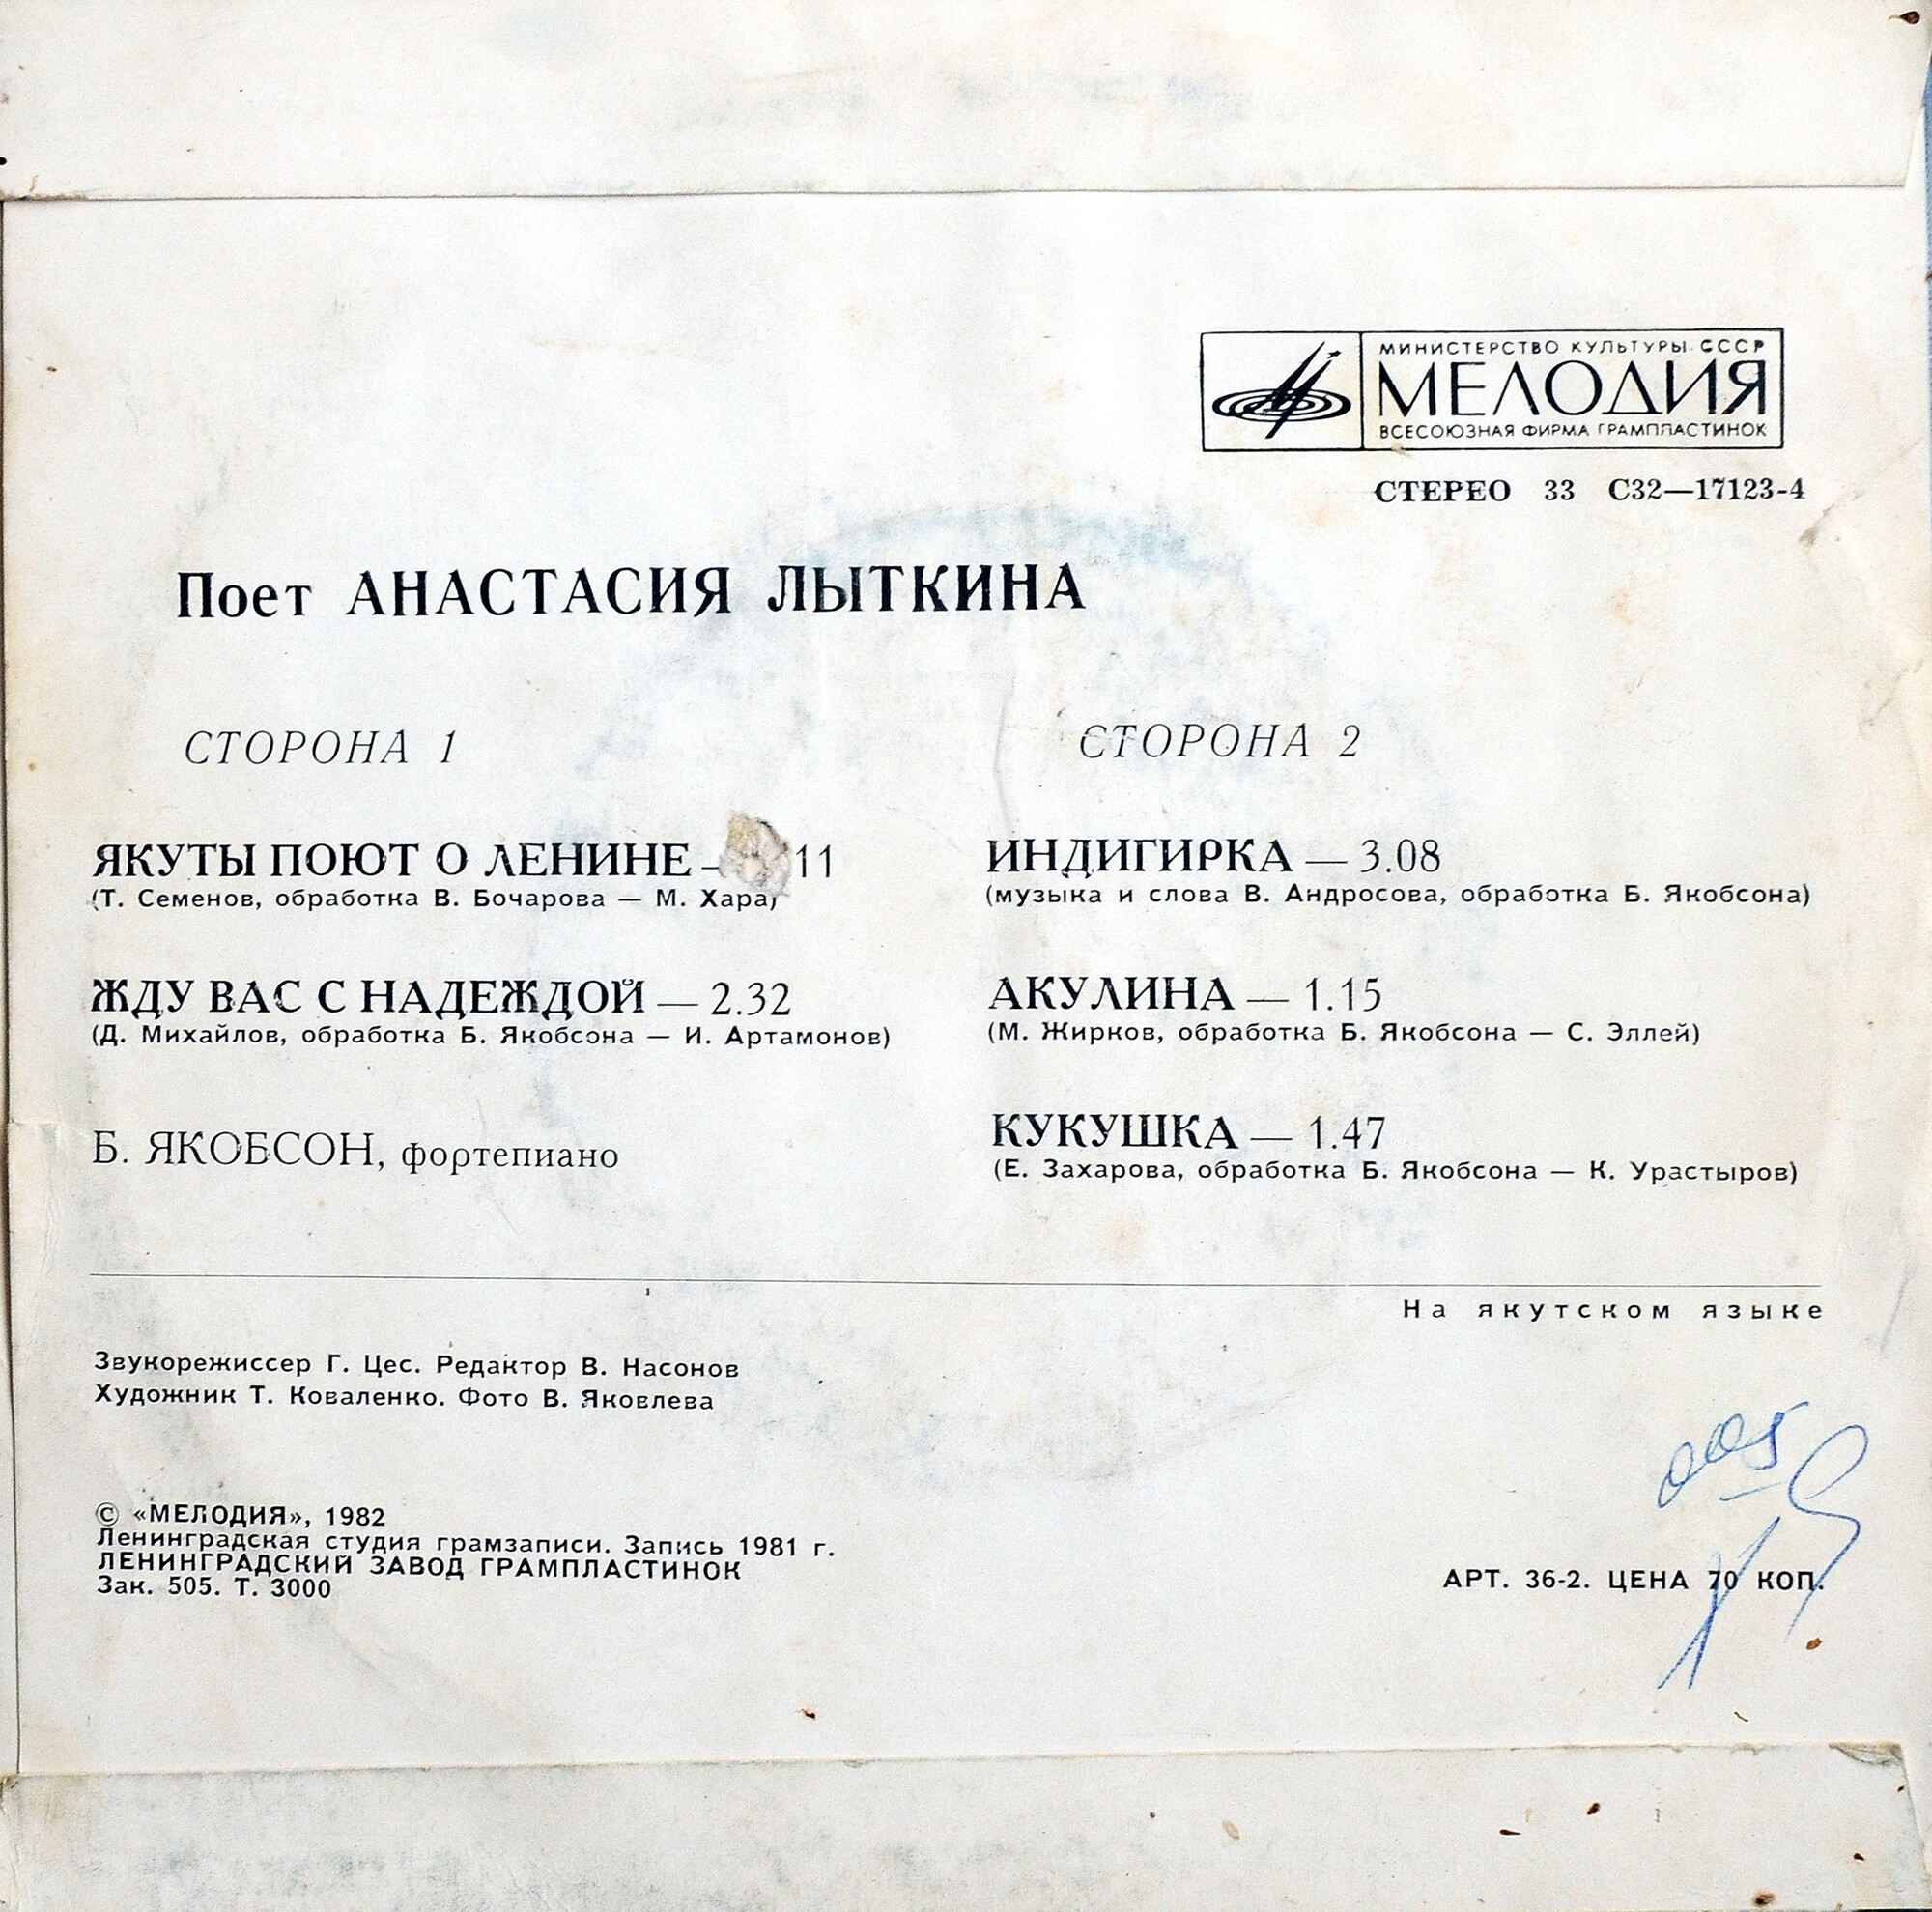 МИНИСТЕРСТВО КУЛЬТУРЫ СССР
МЕЛОДИЯ
ВСЕСОЮЗНАЯ ФИРМА ГРАМПЛАСТИНОК
СТЕРЕО 33 С32—17123-4
Поет АНАСТАСИЯ ЛЫТКИНА
СТОРОНА 1
ЯКУТЫ ПОЮТ О ЛЕНИНЕ — 11
(Т. Семенов, обработка В. Бочарова — М. Хара)
ЖДУ ВАС С НАДЕЖДОЙ — 2.32
(Д. Михайлов, обработка Б. Якобсона — И. Артамонов)
Б. ЯКОБСОН, фортепиано
СТОРОНА 2
ИНДИГИРКА — 3.08
(музыка и слова В. Андросова, обработка Б. Якобсона)
АКУЛИНА — 1.15
(М. Жирков, обработка Б. Якобсона — С. Эллей)
КУКУШКА — 1.47
(Е. Захарова, обработка Б. Якобсона — К. Урастыров)
На якутском языке
Звукорежиссер Г. Цес. Редактор В. Насонов
Художник Т. Коваленко. Фото В. Яковлева
© «МЕЛОДИЯ», 1982
Ленинградская студия грамзаписи. Запись 1981 г.
ЛЕНИНГРАДСКИЙ ЗАВОД ГРАМПЛАСТИНОК
Зак. 505. Т. 3000
АРТ. 36-2. ЦЕНА 70 КОП.